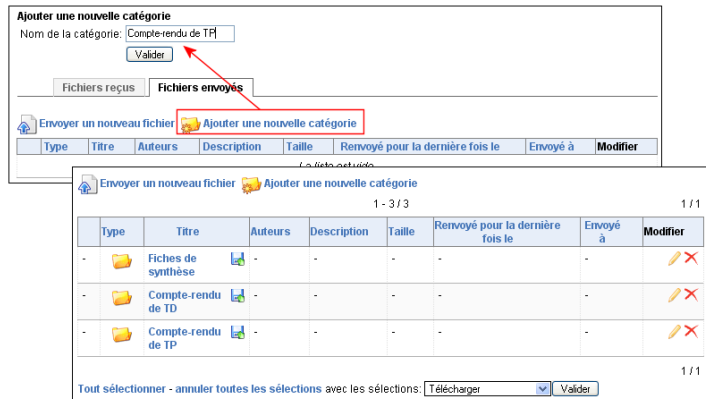 Ajouter une nouvelle catégorie
Nom de la catégorie: Compte-rendu de TP
Valider
Fichiers reçus Fichiers envoyés
Envoyer un nouveau fichier Ajouter une nouvelle catégorie
Type Titre Auteurs Description Taille Renvoyé pour la dernière fois le Envoyé à Modifier
La liste est vide
Envoyer un nouveau fichier Ajouter une nouvelle catégorie
1 - 3 / 3 1 / 1
Type Titre Auteurs Description Taille Renvoyé pour la dernière fois le Envoyé à Modifier
- Fiches de synthèse - - - - -
- Compte-rendu de TD - - - - -
- Compte-rendu de TP - - - - -
1 / 1
Tout sélectionner - annuler toutes les sélections avec les sélections: Télécharger Valider